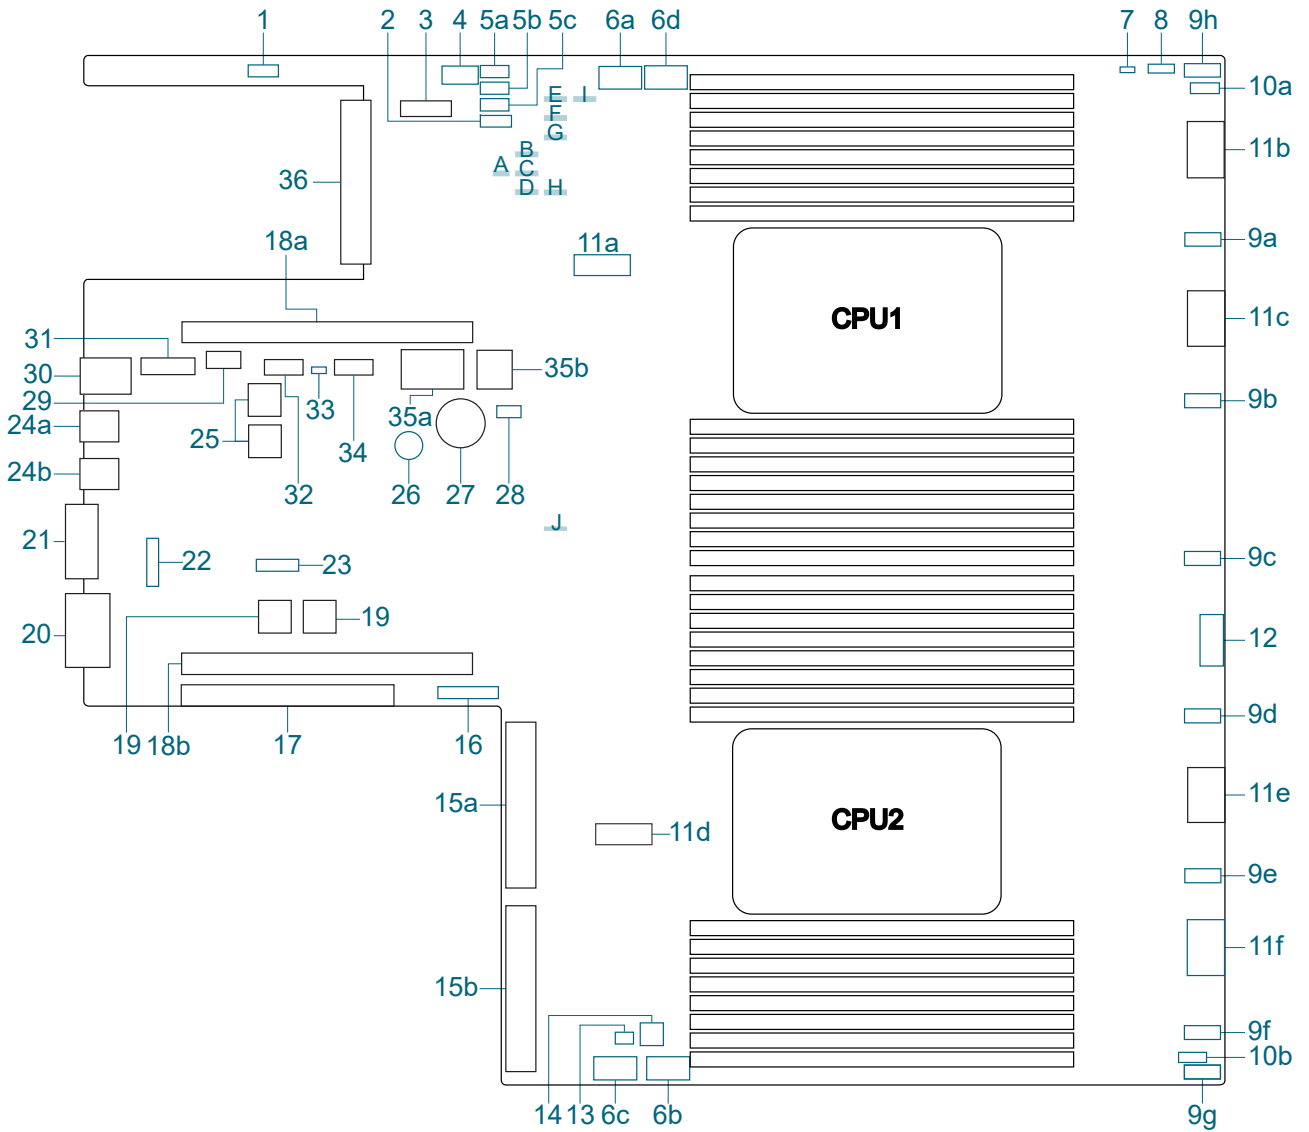 1 2 3 4 5a 5b 5c 6a 6d 7 8 9h
10a
E I
F
G
11b
B
A C
D H
36
18a
11a
9a
CPU1
11c
31
30
35b
29
33
35a
9b
24a
25
34
24b
32
26
27
28
J
21
22
23
9c
20
19
12
9d
19 18b
17
16
15a
11e
CPU2
11d
9e
11f
15b
9f
10b
14 13 6c 6b
9g